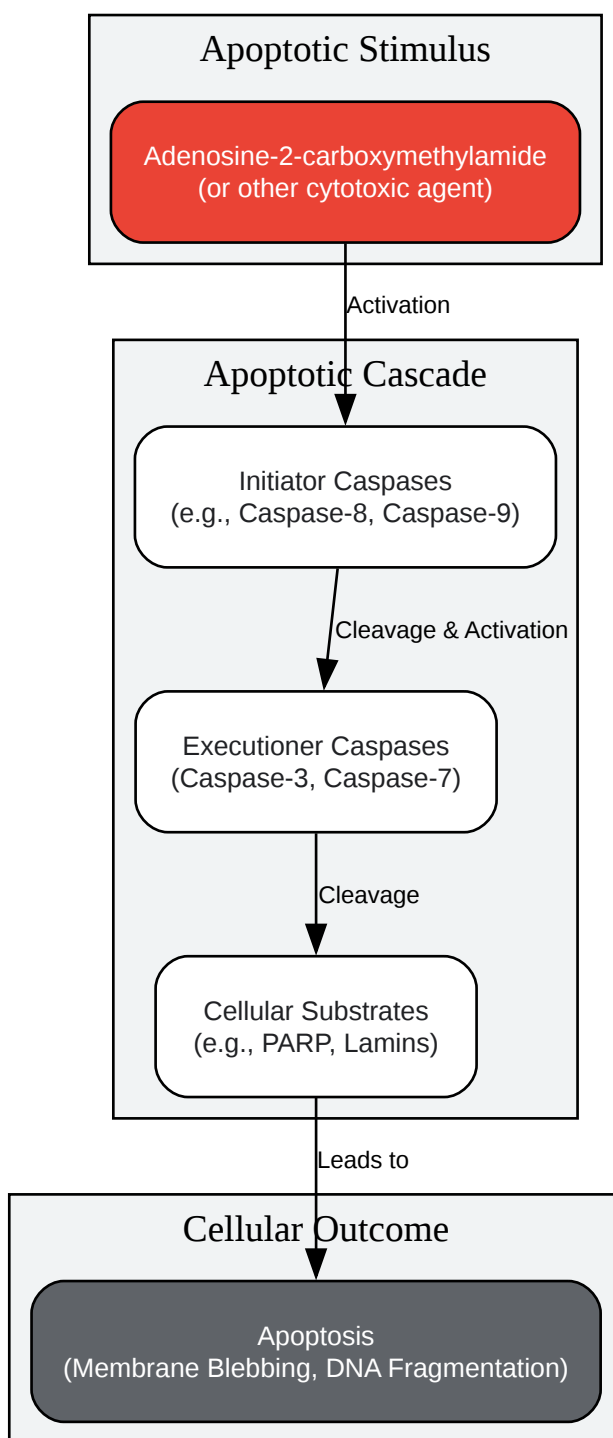 Apoptotic Stimulus
Adenosine-2-carboxymethylamide
(or other cytotoxic agent)
Activation
Apoptotic Cascade
Initiator Caspases
(e.g., Caspase-8, Caspase-9)
Cleavage & Activation
Executioner Caspases
(Caspase-3, Caspase-7)
Cleavage
Cellular Substrates
(e.g., PARP, Lamins)
Leads to
Cellular Outcome
Apoptosis
(Membrane Blebbing, DNA Fragmentation)